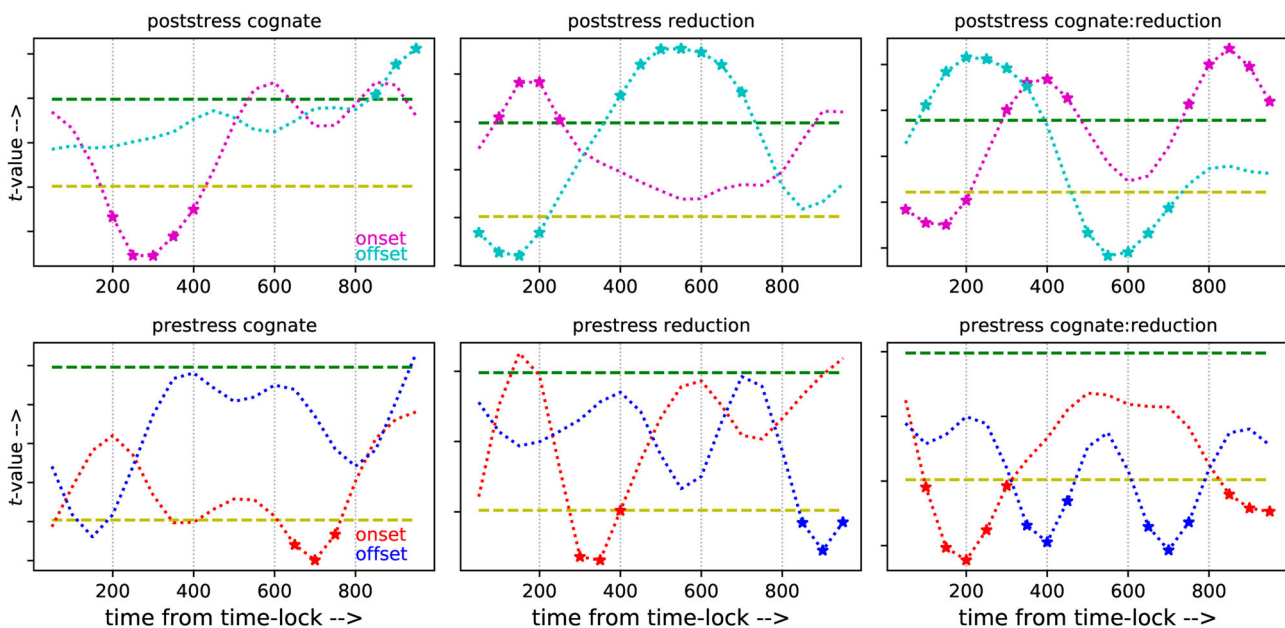 poststress cognate
poststress reduction
poststress cognate:reduction
t-value -->
onset
offset
200 400 600 800
200 400 600 800
200 400 600 800
prestress cognate
prestress reduction
prestress cognate:reduction
t-value -->
onset
offset
200 400 600 800
200 400 600 800
200 400 600 800
time from time-lock -->
time from time-lock -->
time from time-lock -->